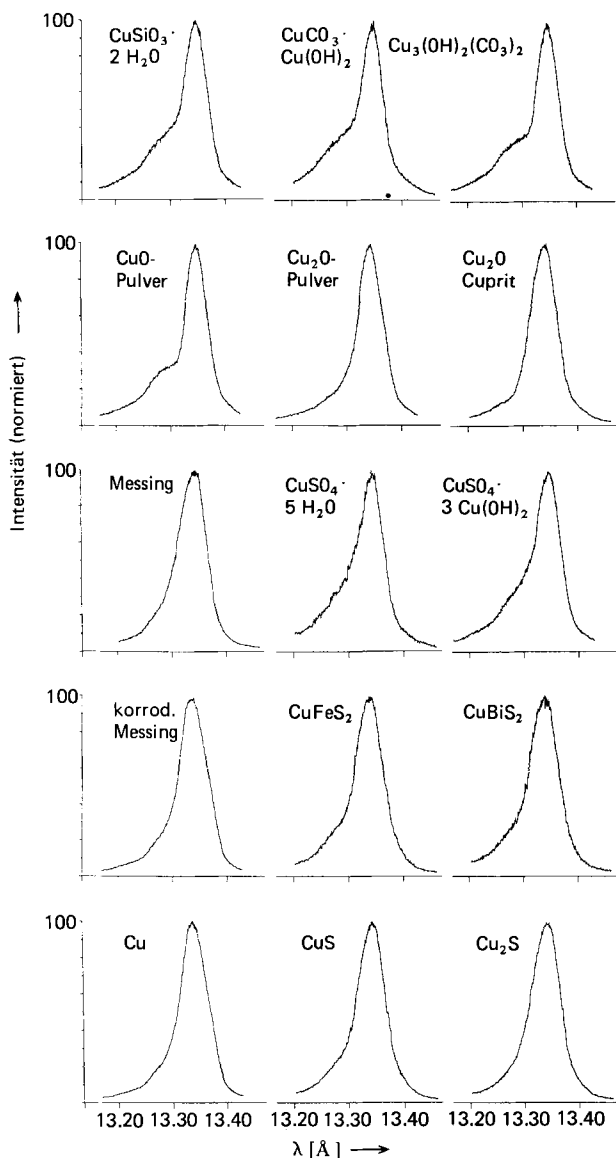 100
CuSiO₃·
2 H₂O
CuCO₃·
Cu(OH)₂
Cu₃(OH)₂(CO₃)₂
100
CuO-
Pulver
Cu₂O-
Pulver
Cu₂O
Cuprit
Intensität (normiert)
100
Messing
CuSO₄·
5 H₂O
CuSO₄·
3 Cu(OH)₂
100
korrod.
Messing
CuFeS₂
CuBiS₂
100
Cu
CuS
Cu₂S
13.20 13.30 13.40 13.20 13.30 13.40 13.20 13.30 13.40
λ [Å]